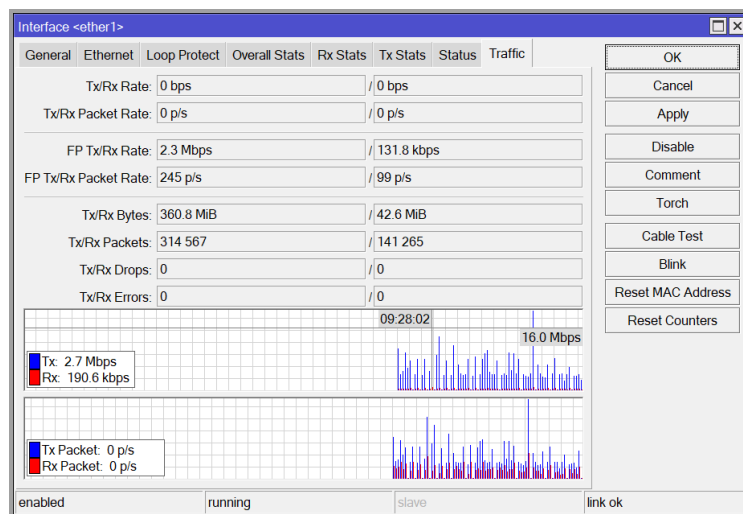 Interface <ether1>
General Ethernet Loop Protect Overall Stats Rx Stats Tx Stats Status Traffic
Tx/Rx Rate: 0 bps / 0 bps
Tx/Rx Packet Rate: 0 p/s / 0 p/s
FP Tx/Rx Rate: 2.3 Mbps / 131.8 kbps
FP Tx/Rx Packet Rate: 245 p/s / 99 p/s
Tx/Rx Bytes: 360.8 MiB / 42.6 MiB
Tx/Rx Packets: 314 567 / 141 265
Tx/Rx Drops: 0 / 0
Tx/Rx Errors: 0 / 0
09:28:02
16.0 Mbps
Tx: 2.7 Mbps
Rx: 190.6 kbps
Tx Packet: 0 p/s
Rx Packet: 0 p/s
OK
Cancel
Apply
Disable
Comment
Torch
Cable Test
Blink
Reset MAC Address
Reset Counters
enabled running slave link ok